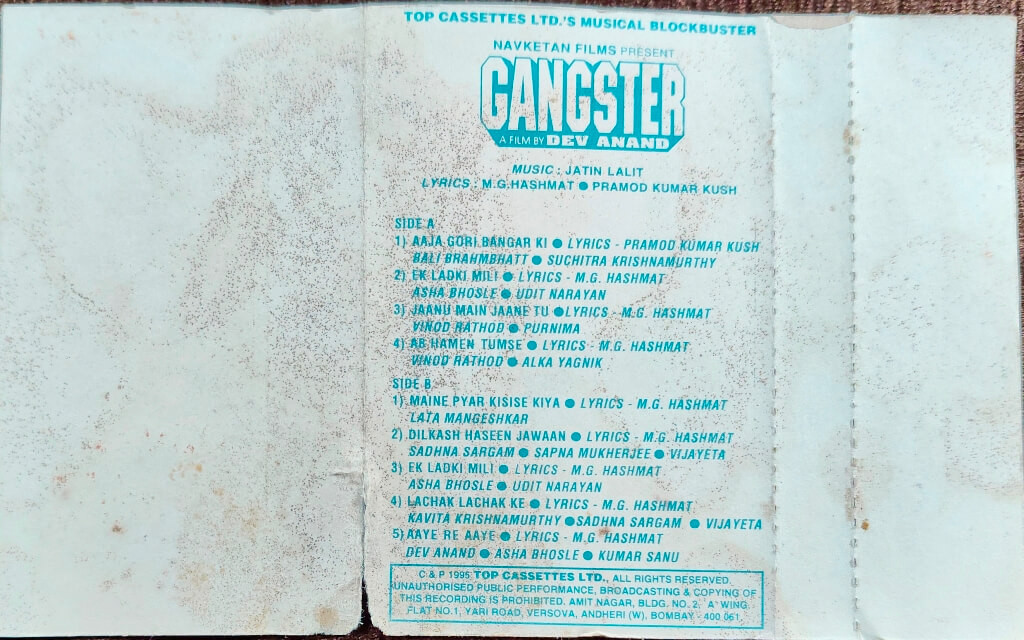 TOP CASSETTES LTD.'S MUSICAL BLOCKBUSTER
NAVKETAN FILMS PRESENT
GANGSTER
A FILM BY DEV ANAND
MUSIC : JATIN LALIT
LYRICS : M.G.HASHMAT ● PRAMOD KUMAR KUSH
SIDE A
1) AAJA GORI BANGAR KI ● LYRICS - PRAMOD KUMAR KUSH
BALI BRAHMBHATT ● SUCHITRA KRISHNAMURTHY
2) EK LADKI MILI ● LYRICS - M.G. HASHMAT
ASHA BHOSLE ● UDIT NARAYAN
3) JAANU MAIN JAANE TU ● LYRICS - M.G. HASHMAT
VINOD RATHOD ● PURNIMA
4) AB HAMEN TUMSE ● LYRICS - M.G. HASHMAT
VINOD RATHOD ● ALKA YAGNIK
SIDE B
1) MAINE PYAR KISISE KIYA ● LYRICS - M.G. HASHMAT
LATA MANGESHKAR
2) DILKASH HASEEN JAWAAN ● LYRICS - M.G. HASHMAT
SADHNA SARGAM ● SAPNA MUKHERJEE ● VIJAYETA
3) EK LADKI MILI ● LYRICS - M.G. HASHMAT
ASHA BHOSLE ● UDIT NARAYAN
4) LACHAK LACHAK KE ● LYRICS - M.G. HASHMAT
KAVITA KRISHNAMURTHY ● SADHNA SARGAM ● VIJAYETA
5) AAYE RE AAYE ● LYRICS - M.G. HASHMAT
DEV ANAND ● ASHA BHOSLE ● KUMAR SANU
C & P 1995 TOP CASSETTES LTD., ALL RIGHTS RESERVED.
UNAUTHORISED PUBLIC PERFORMANCE, BROADCASTING & COPYING OF
THIS RECORDING IS PROHIBITED. AMIT NAGAR, BLDG. NO. 2, 'A' WING
FLAT NO.1, YARI ROAD, VERSOVA, ANDHERI (W), BOMBAY - 400 061.